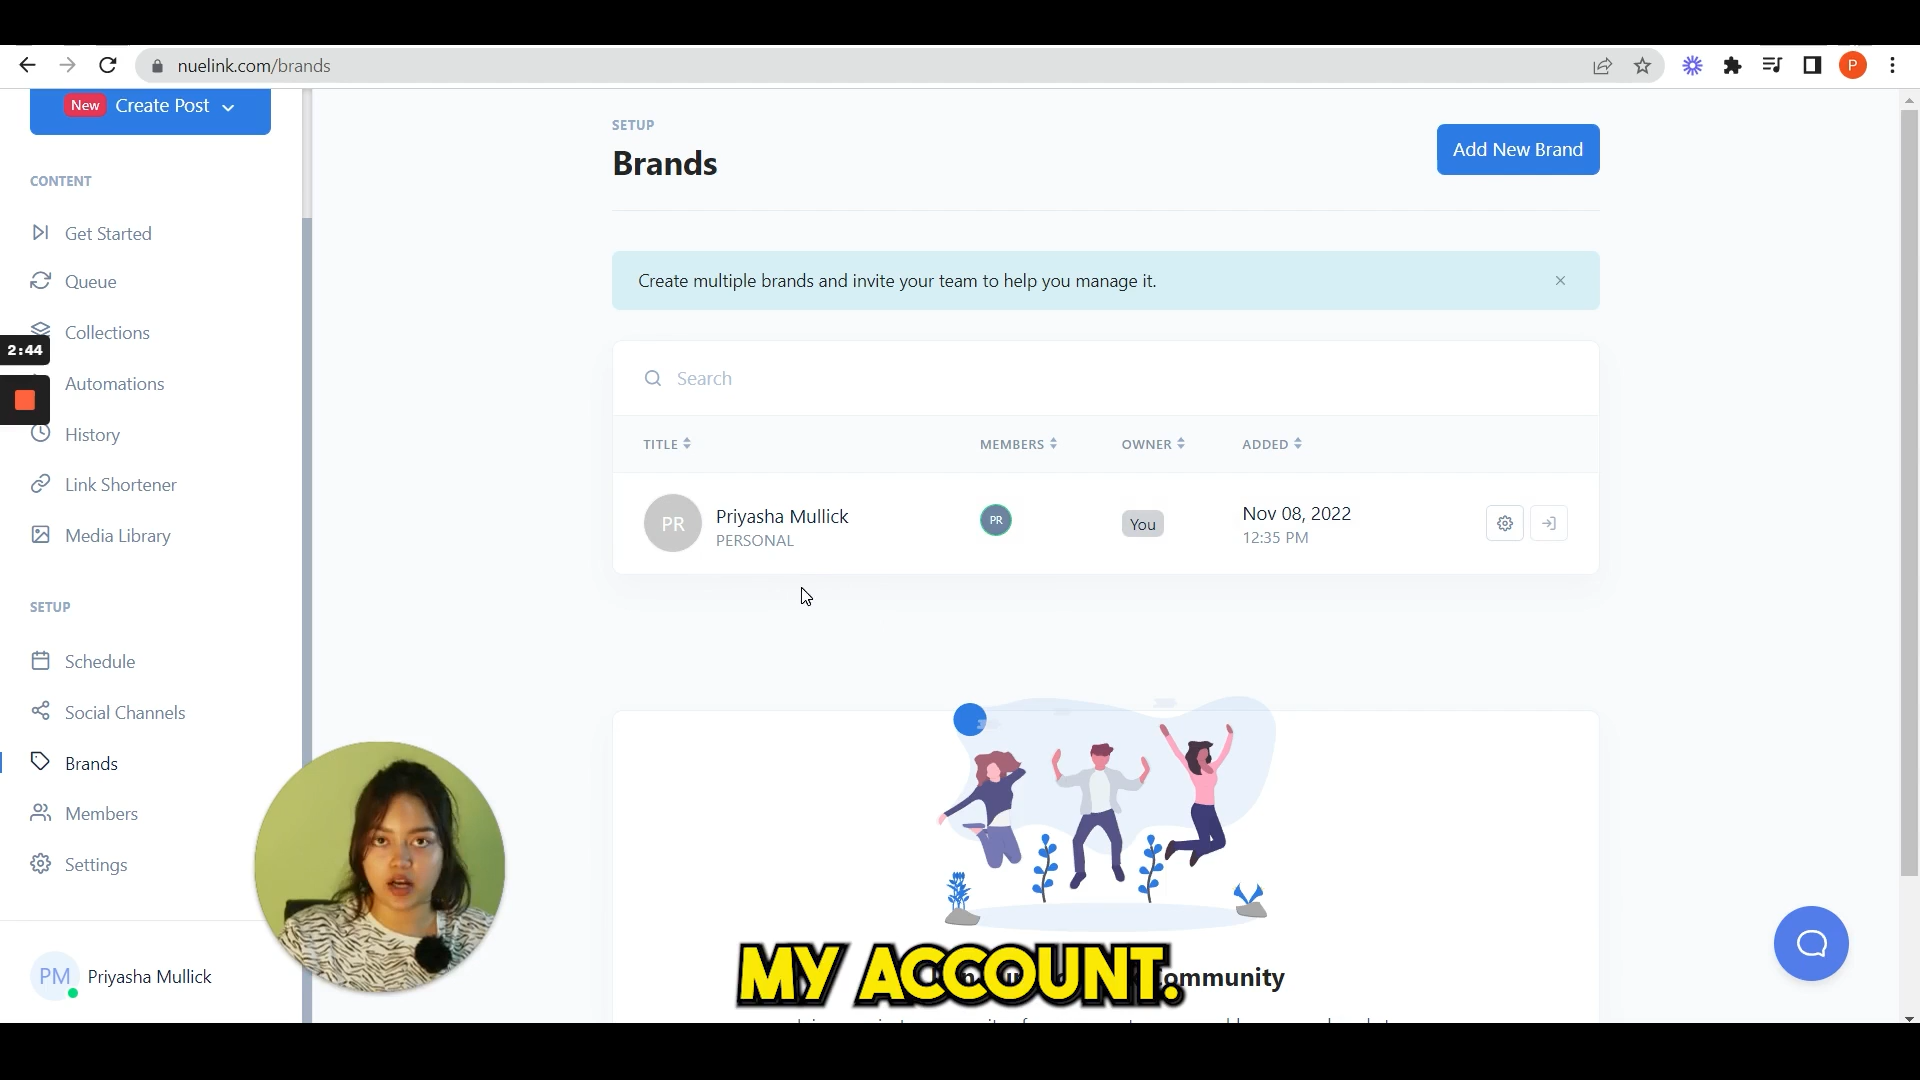 nuelink.com/brands
P
New Create Post
CONTENT
Get Started
Queue
Collections
2:44
Automations
History
Link Shortener
Media Library
SETUP
Schedule
Social Channels
Brands
Members
Settings
PM Priyasha Mullick
SETUP
Brands
Add New Brand
Create multiple brands and invite your team to help you manage it.
Search
TITLE MEMBERS OWNER ADDED
PR Priyasha Mullick PR You Nov 08, 2022
PERSONAL 12:35 PM
MY ACCOUNT.